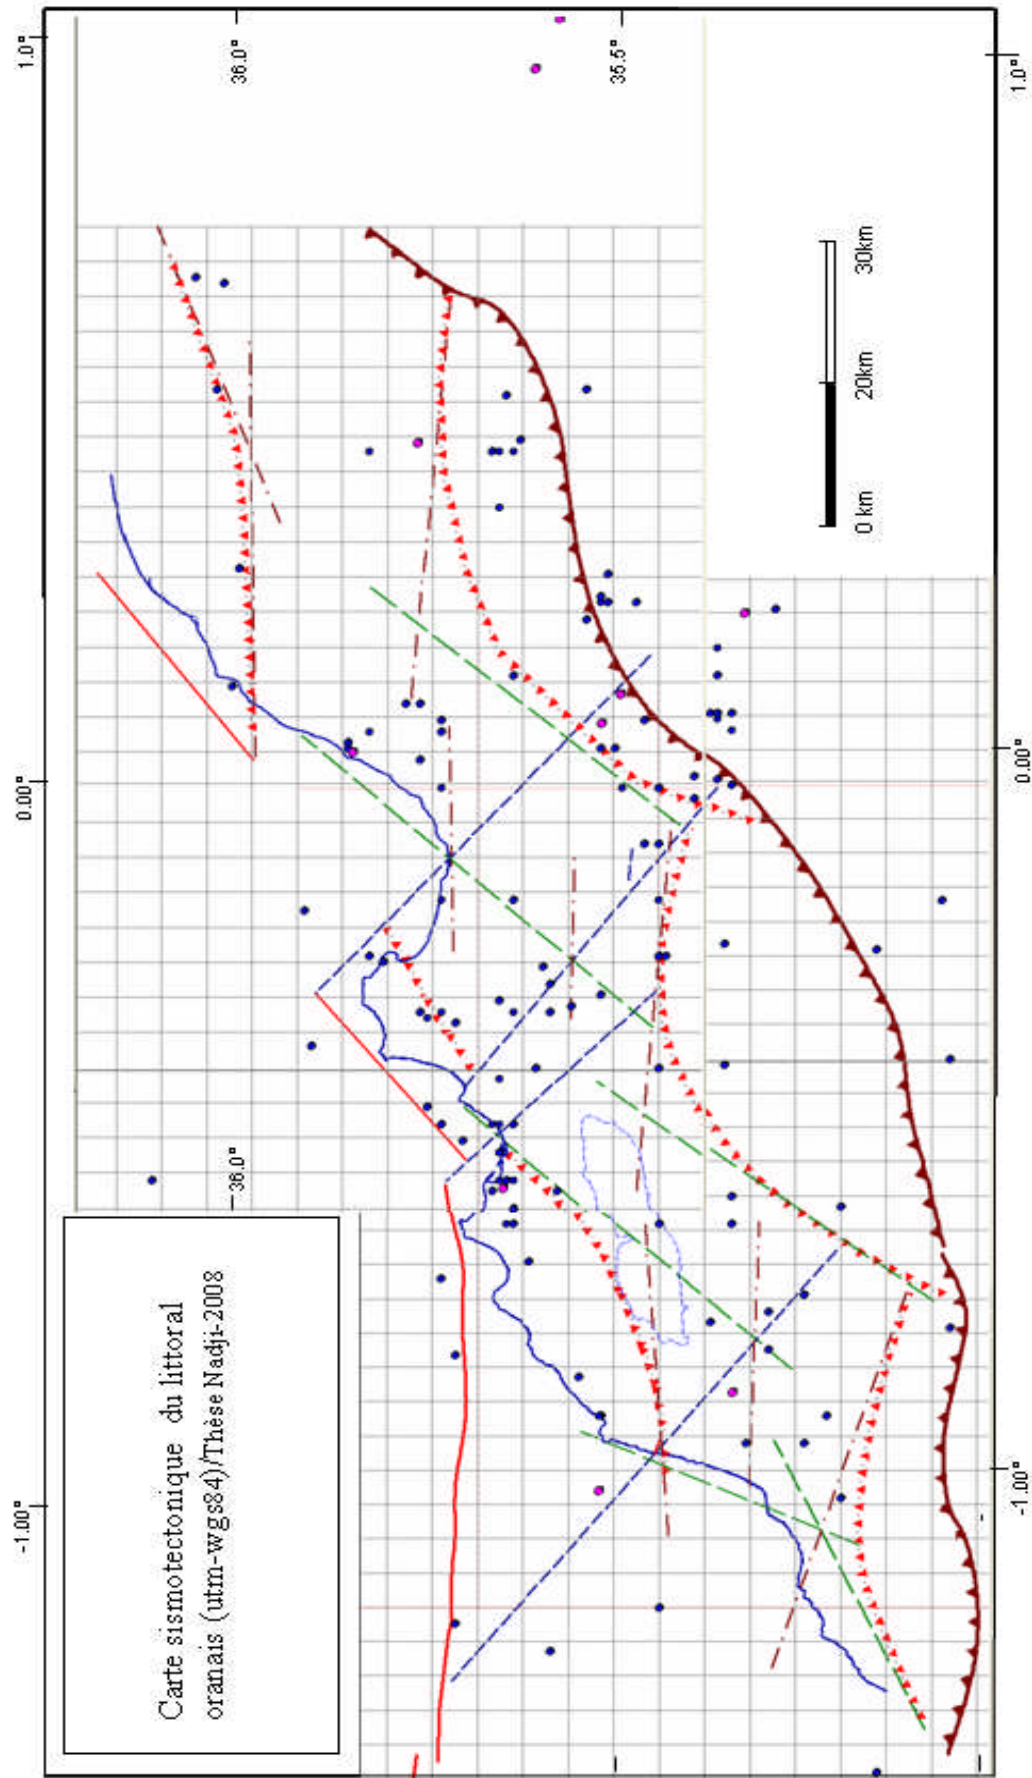 Carte sismotectonique du littoral
oranais (utm-wgs84)/Thèse Nadji-2008
-1.00°
0.00°
1.0°
36.0°
36.0°
35.5°
0 km
20km
30km
-1.00°
0.00°
1.0°